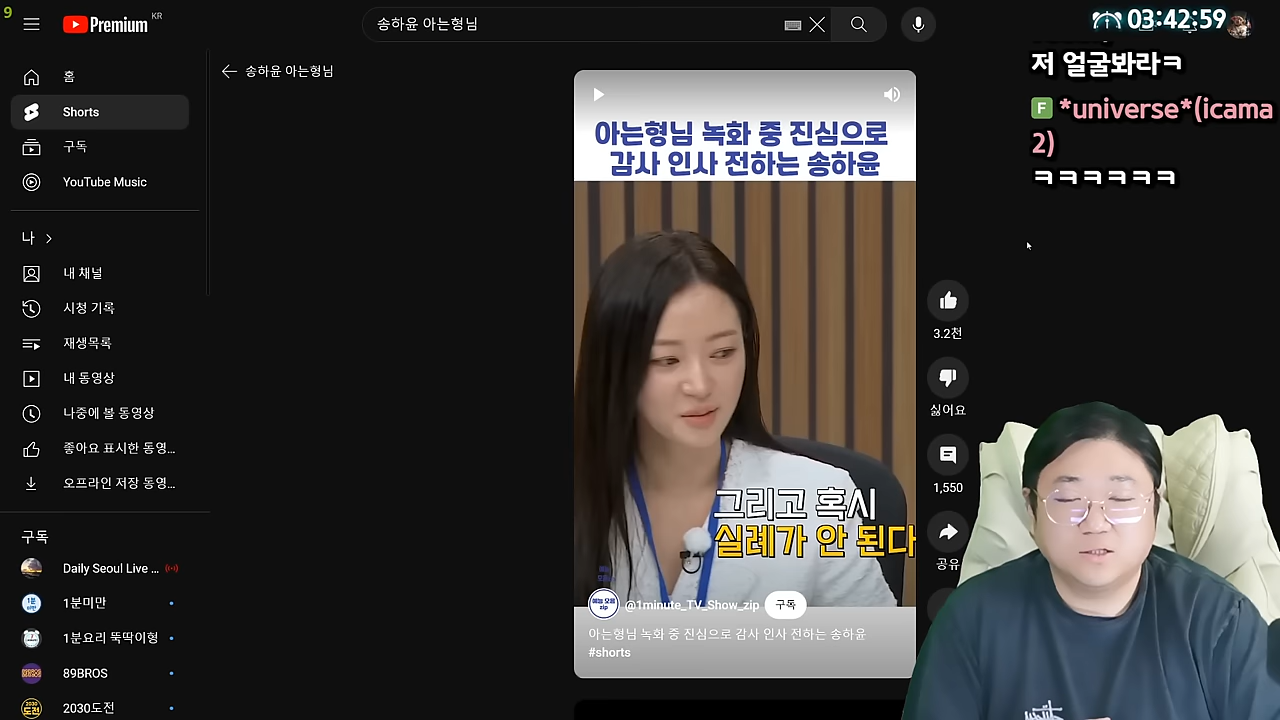 9
Premium KR
송하윤 아는형님
03:42:59
홈
Shorts
구독
YouTube Music
나
내 채널
시청 기록
재생목록
내 동영상
나중에 볼 동영상
좋아요 표시한 동영...
오프라인 저장 동영...
구독
Daily Seoul Live ...
1분미만
1분요리 뚝딱이형
89BROS
2030도전
송하윤 아는형님
아는형님 녹화 중 진심으로
감사 인사 전하는 송하윤
그리고 혹시
실례가 안 된다
예능 모음 zip
@1minute_TV_Show_zip 구독
아는형님 녹화 중 진심으로 감사 인사 전하는 송하윤
#shorts
3.2천
싫어요
1,550
공유
저 얼굴봐라ㅋ
F *universe*(icama
2)
ㅋㅋㅋㅋㅋㅋ